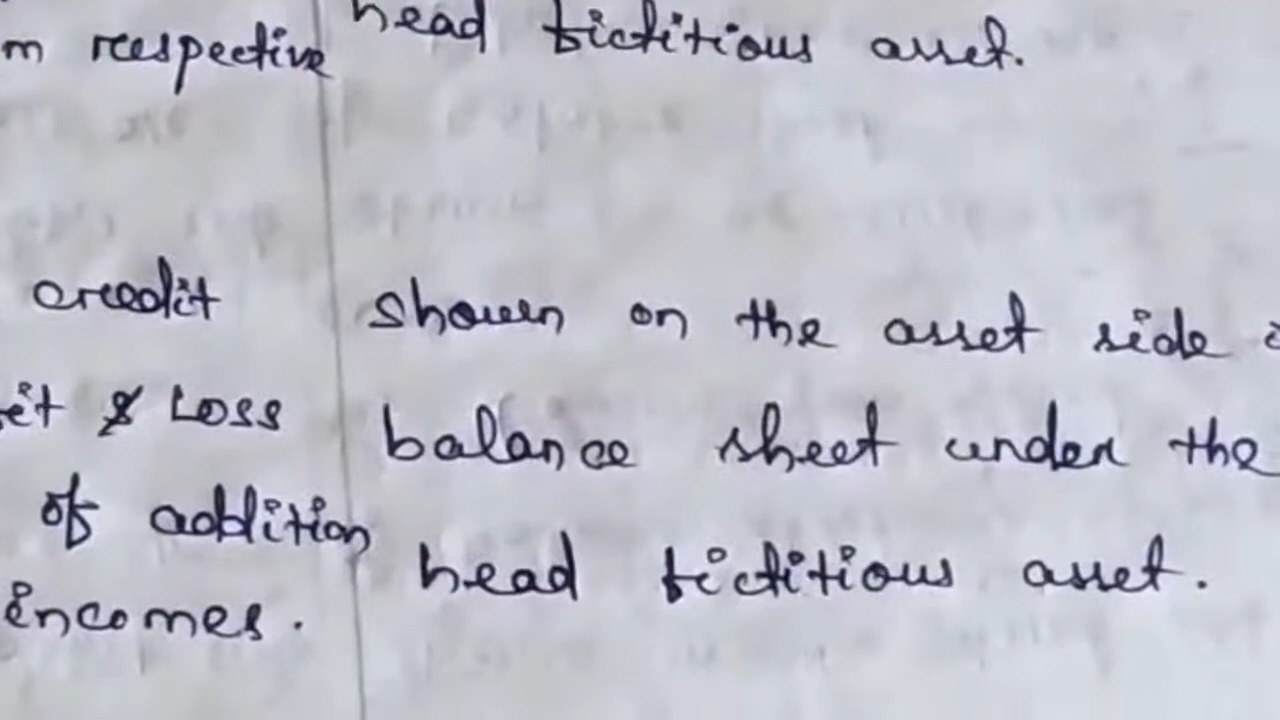 m respective
head fictitious asset.
credit
shown on the asset side
et & Loss
balance sheet under the
of addition
head fictitious asset.
incomes.